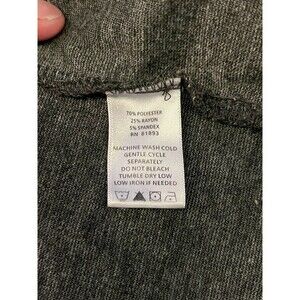 70% POLYESTER
25% RAYON
5% SPANDEX
RN 81893
MACHINE WASH COLD
GENTLE CYCLE
SEPARATELY
DO NOT BLEACH
TUMBLE DRY LOW
LOW IRON IF NEEDED